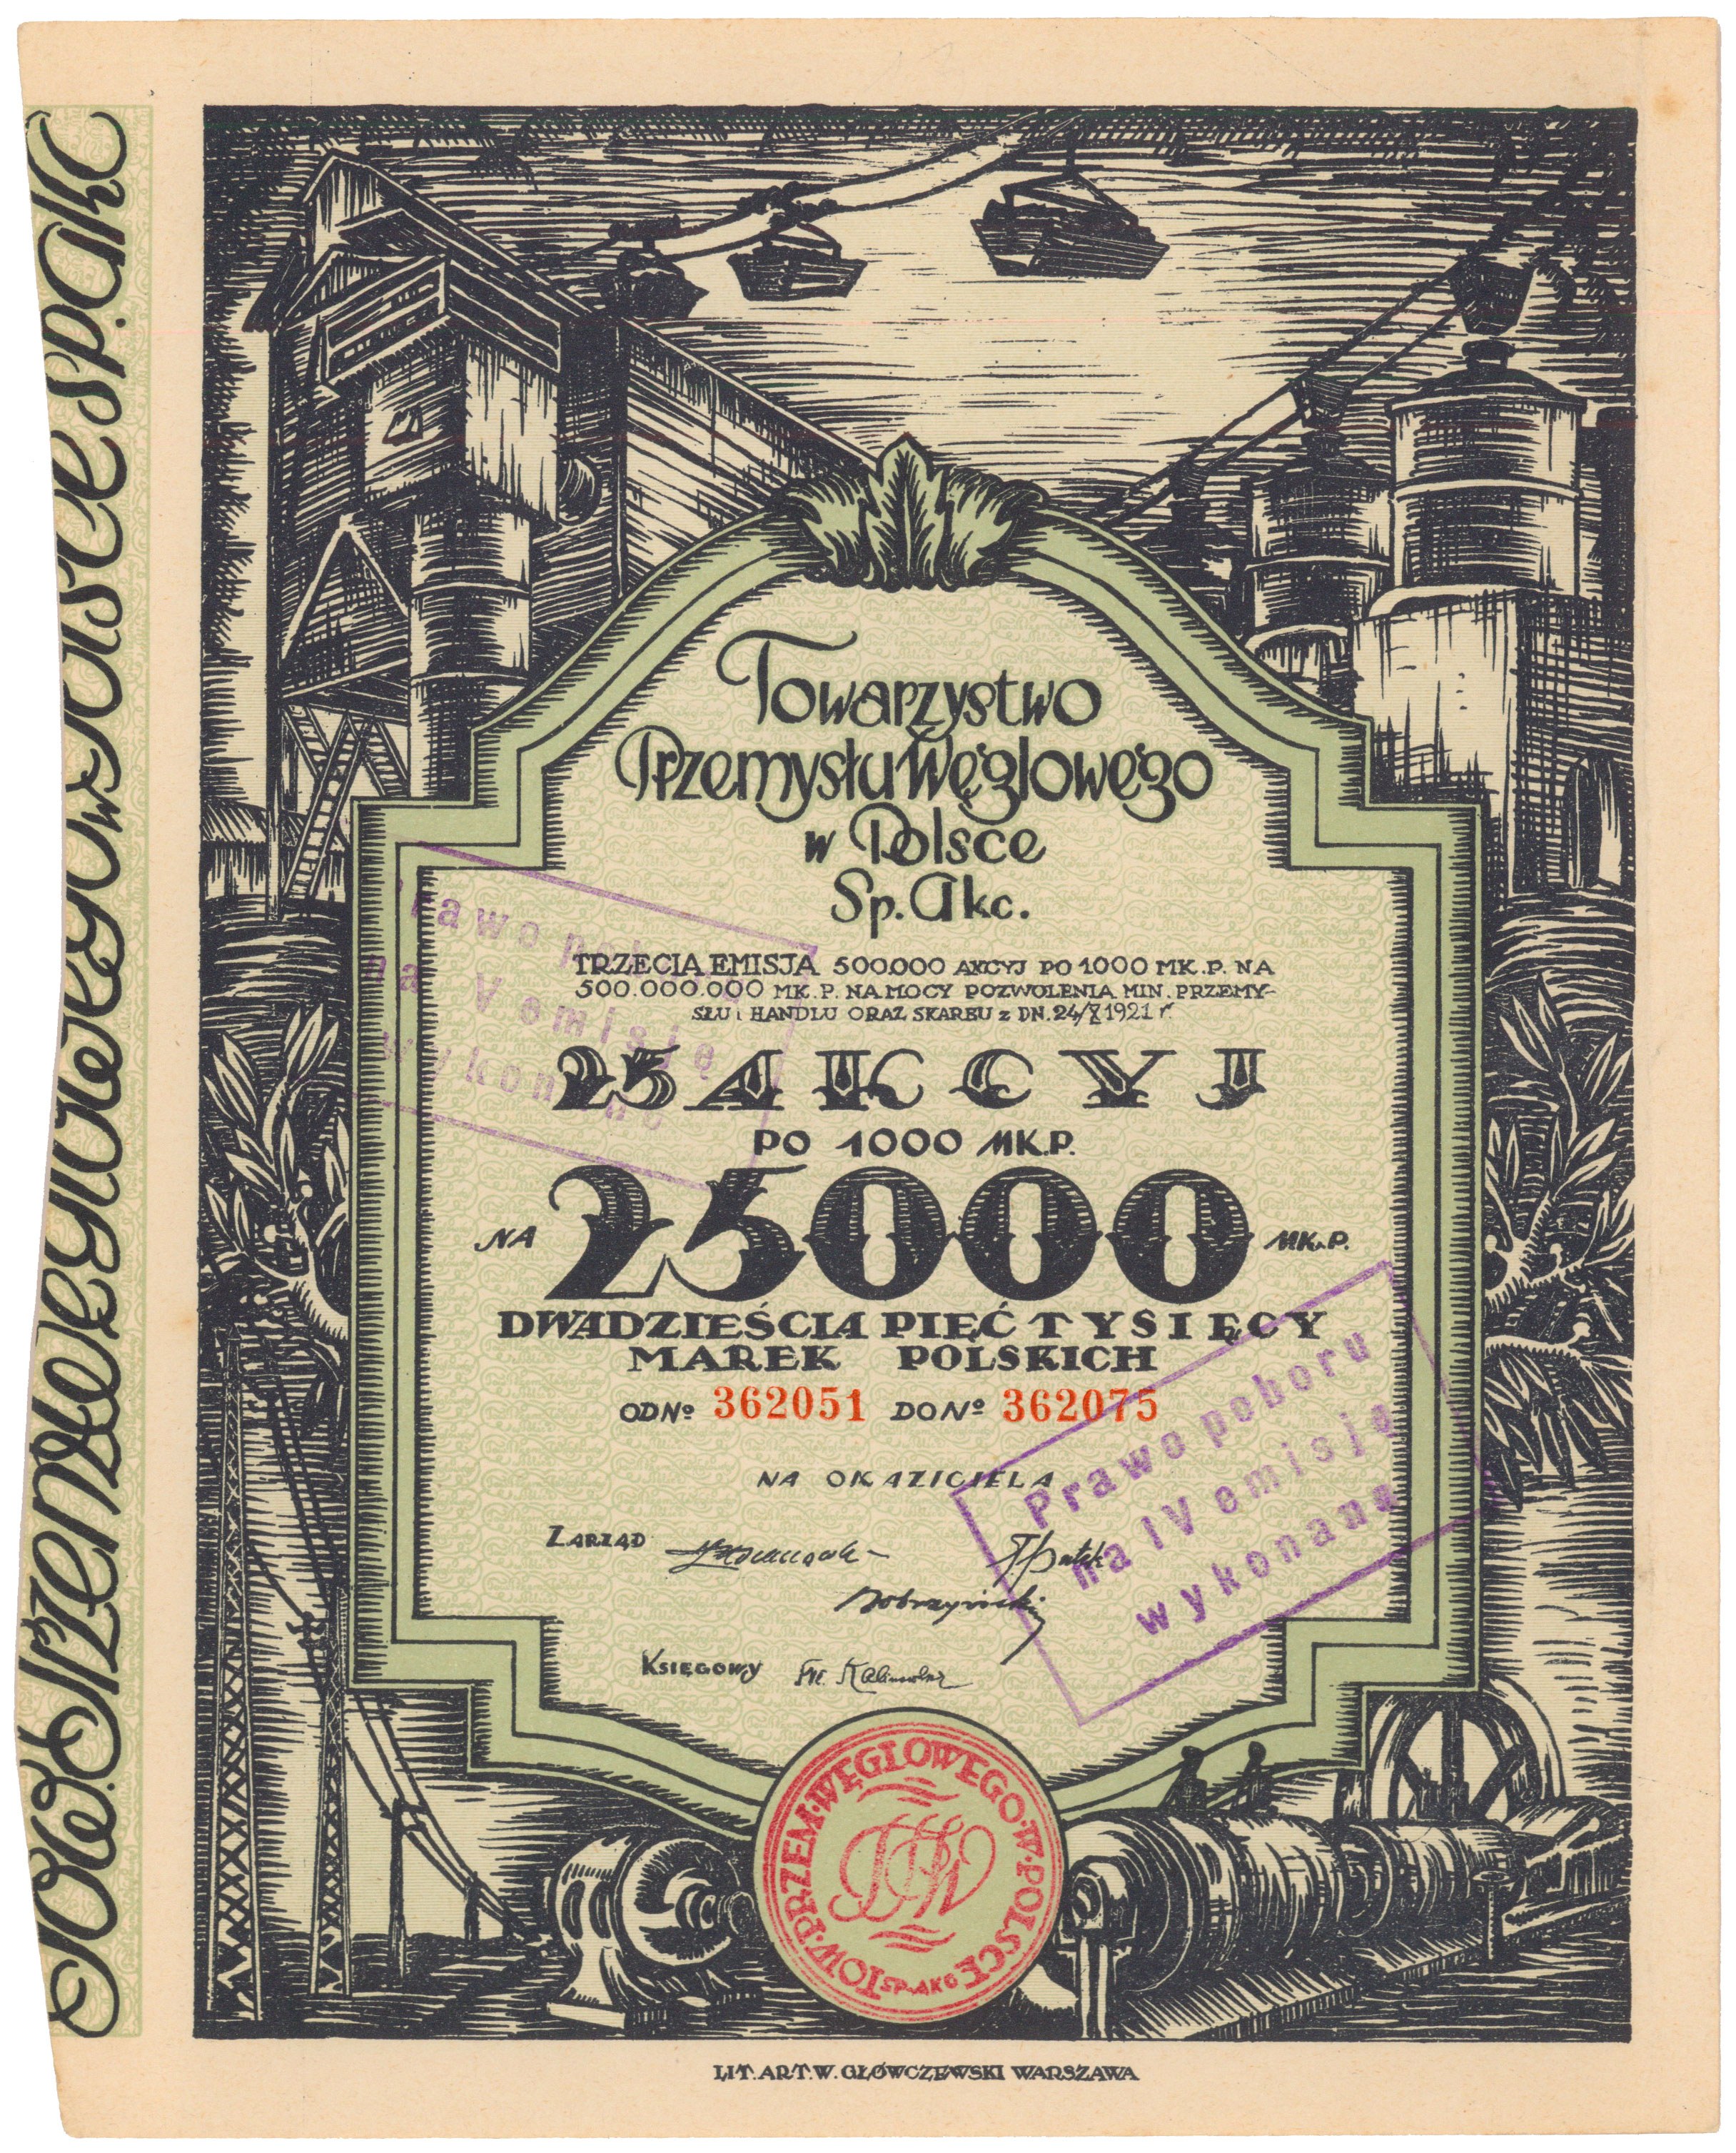 Towarzystwo
Przemysłu Węglowego
w Polsce
Sp. Akc.
TRZECIA EMISJA 500.000 AKCYJ PO 1000 MK.P. NA
500.000.000 MK.P. NA MOCY POZWOLENIA MIN. PRZEMY-
SŁU i HANDLU ORAZ SKARBU z DN. 24/X 1921 r.
25 AKCYJ
PO 1000 MK.P.
NA 25000 MK.P.
DWADZIEŚCIA PIĘĆ TYSIĘCY
MAREK POLSKICH
OD Nº 362051 DO Nº 362075
NA OKAZICIELA
ZARZĄD
Dobrzyński
KSIĘGOWY
Prawo poboru
na V emisję
wykonano
Prawo poboru
na IV emisję
wykonane
TOW. PRZEM. WĘGLOWEGO W POLSCE
SP. AKC
TPW
Tow. Przem. Węglowego w Polsce Sp. Akc
LIT. ART. W. GŁÓWCZEWSKI WARSZAWA